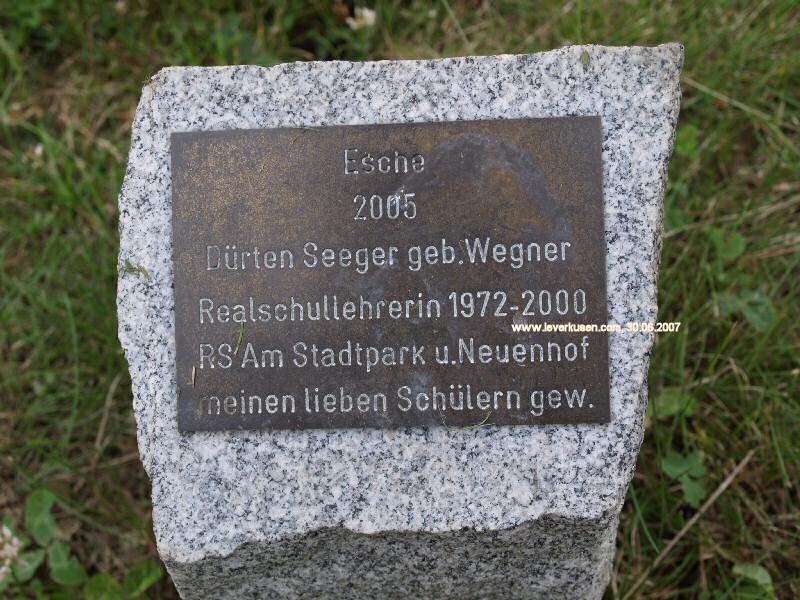 Esche
2005
Dürten Seeger geb.Wegner
Realschullehrerin 1972-2000
www.leverkusen.com, 30.06.2007
RS Am Stadtpark u.Neuenhof
meinen lieben Schülern gew.